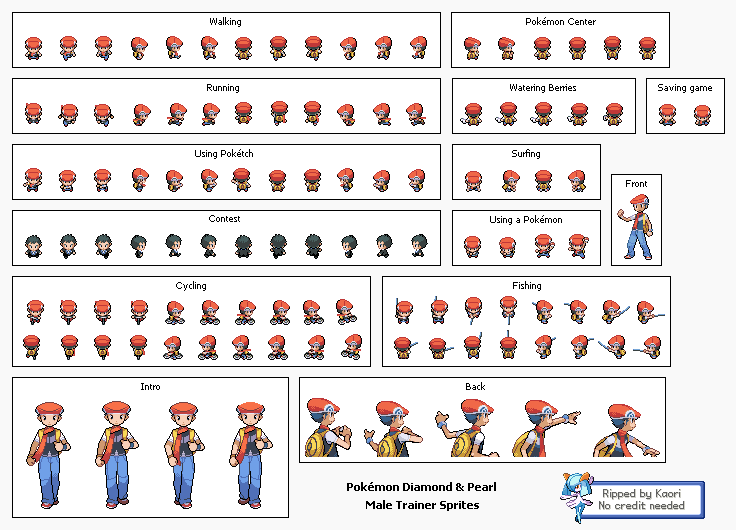 Walking
Pokémon Center
Running
Watering Berries
Saving game
Using Pokétch
Surfing
Front
Contest
Using a Pokémon
Cycling
Fishing
Intro
Back
Pokémon Diamond & Pearl
Male Trainer Sprites
Ripped by Kaori
No credit needed